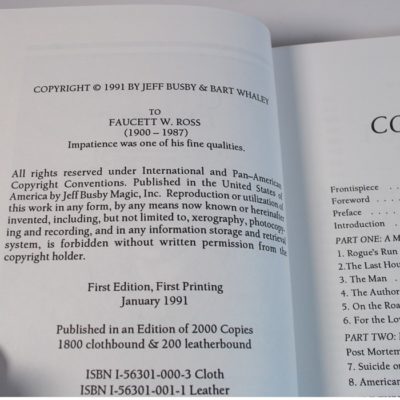 COPYRIGHT © 1991 BY JEFF BUSBY & BART WHALEY
TO
FAUCETT W. ROSS
(1900 – 1987)
Impatience was one of his fine qualities.
All rights reserved under International and Pan–American
Copyright Conventions. Published in the United States of
America by Jeff Busby Magic, Inc. Reproduction or utilization of
this work in any form, by any means now known or hereinafter
invented, including, but not limited to, xerography, photocopy-
ing and recording, and in any information storage and retrieval
system, is forbidden without written permission from the
copyright holder.
First Edition, First Printing
January 1991
Published in an Edition of 2000 Copies
1800 clothbound & 200 leatherbound
ISBN I-56301-000-3 Cloth
ISBN I-56301-001-1 Leather
CO
Frontispiece . .
Foreword . . .
Preface . . . .
Introduction . .
PART ONE: A M
1. Rogue's Run
2.The Last Hou
3. The Man . .
4. The Author
5. On the Roa
6. For the Lov
PART TWO:
Post Mortem
7. Suicide o
8. American